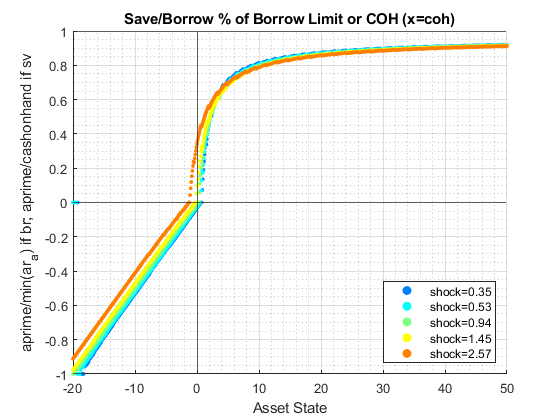 Save/Borrow % of Borrow Limit or COH (x=coh)
aprime/min(ar_a) if br; aprime/cashonhand if sv
1
0.8
0.6
0.4
0.2
0
-0.2
-0.4
-0.6
-0.8
-1
-20
-10
0
10
20
30
40
50
shock=0.35
shock=0.53
shock=0.94
shock=1.45
shock=2.57
Asset State